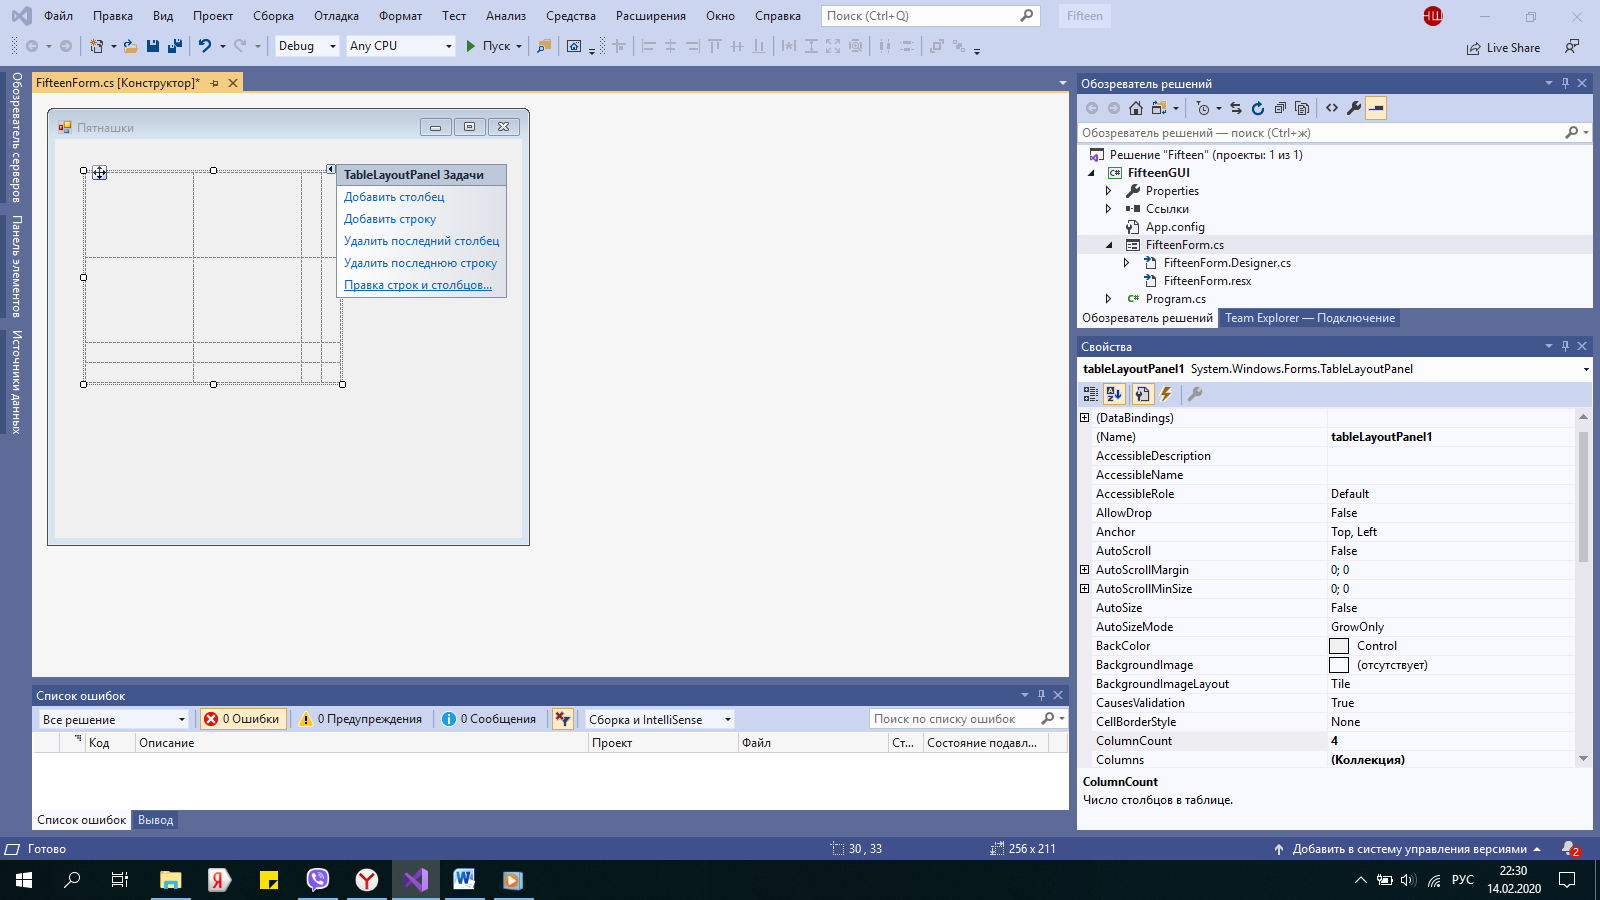 Файл Правка Вид Проект Сборка Отладка Формат Тест Анализ Средства Расширения Окно Справка Поиск (Ctrl+Q) Fifteen НШ
Debug Any CPU Пуск Live Share
Обозреватель серверов
Панель элементов
Источники данных
FifteenForm.cs [Конструктор]*
Пятнашки
TableLayoutPanel Задачи
Добавить столбец
Добавить строку
Удалить последний столбец
Удалить последнюю строку
Правка строк и столбцов...
Обозреватель решений
Обозреватель решений — поиск (Ctrl+ж)
Решение "Fifteen" (проекты: 1 из 1)
FifteenGUI
Properties
Ссылки
App.config
FifteenForm.cs
FifteenForm.Designer.cs
FifteenForm.resx
Program.cs
Обозреватель решений Team Explorer — Подключение
Свойства
tableLayoutPanel1 System.Windows.Forms.TableLayoutPanel
(DataBindings)
(Name) tableLayoutPanel1
AccessibleDescription
AccessibleName
AccessibleRole Default
AllowDrop False
Anchor Top, Left
AutoScroll False
AutoScrollMargin 0; 0
AutoScrollMinSize 0; 0
AutoSize False
AutoSizeMode GrowOnly
BackColor Control
BackgroundImage (отсутствует)
BackgroundImageLayout Tile
CausesValidation True
CellBorderStyle None
ColumnCount 4
Columns (Коллекция)
ColumnCount
Число столбцов в таблице.
Список ошибок
Все решение 0 Ошибки 0 Предупреждения 0 Сообщения Сборка и IntelliSense Поиск по списку ошибок
Код Описание Проект Файл Ст... Состояние подавл...
Список ошибок Вывод
Готово 30 , 33 256 x 211 Добавить в систему управления версиями 2
РУС 22:30
14.02.2020